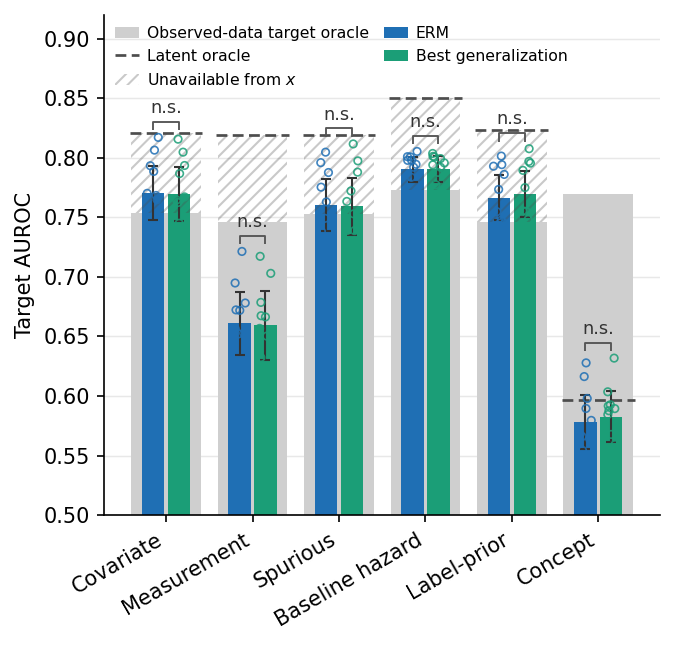 Observed-data target oracle
Latent oracle
Unavailable from x
ERM
Best generalization
Target AUROC
0.90
0.85
0.80
0.75
0.70
0.65
0.60
0.55
0.50
n.s.
n.s.
n.s.
n.s.
n.s.
n.s.
Covariate
Measurement
Spurious
Baseline hazard
Label-prior
Concept